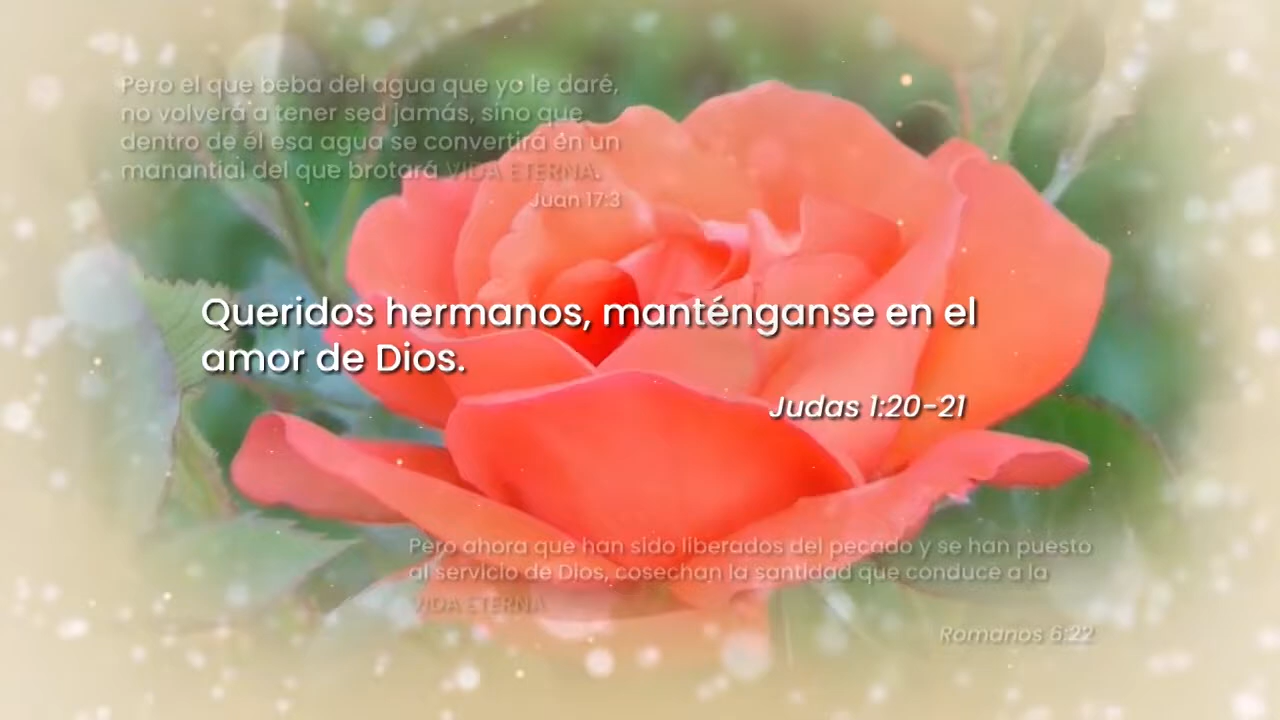 Pero el que beba del agua que yo le daré,
no volverá a tener sed jamás, sino que
dentro de él esa agua se convertirá en un
manantial del que brotará VIDA ETERNA.
Juan 17:3
Queridos hermanos, manténganse en el
amor de Dios.
Judas 1:20-21
Pero ahora que han sido liberados del pecado y se han puesto
al servicio de Dios, cosechan la santidad que conduce a la
VIDA ETERNA
Romanos 6:22